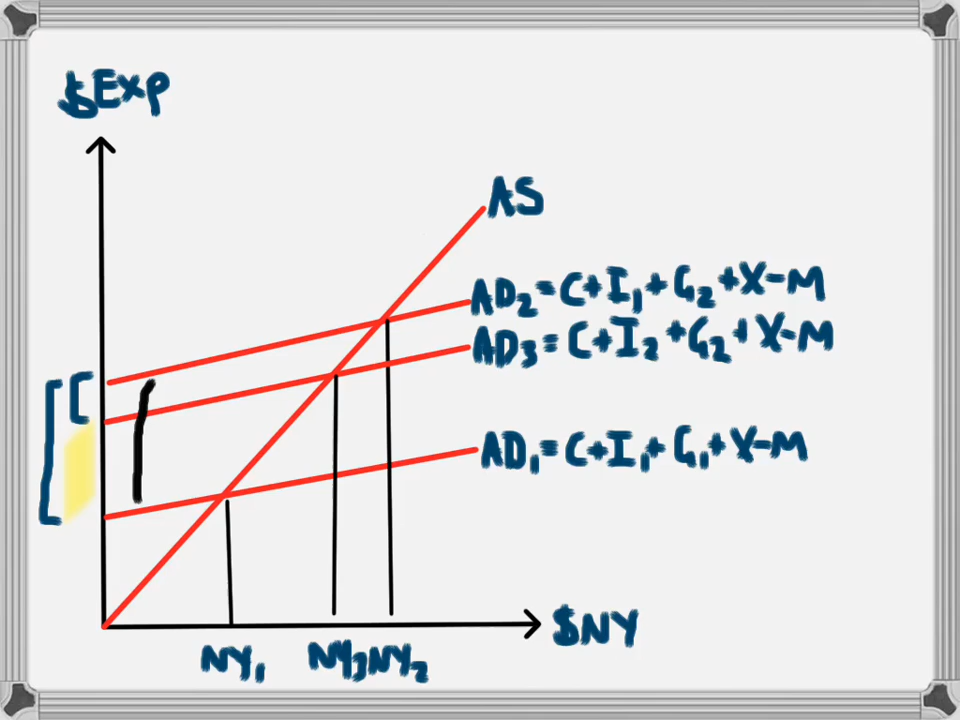 $Exp
AS
AD₂=C+I₁+G₂+X-M
AD₃=C+I₂+G₂+X-M
AD₁=C+I₁+G₁+X-M
$NY
NY₁ NY₃ NY₂